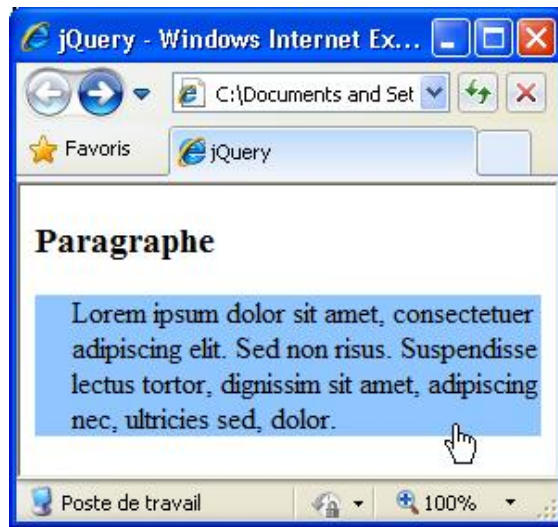 jQuery - Windows Internet Ex...
C:\Documents and Set
Favoris
jQuery
Paragraphe
Lorem ipsum dolor sit amet, consectetuer
adipiscing elit. Sed non risus. Suspendisse
lectus tortor, dignissim sit amet, adipiscing
nec, ultricies sed, dolor.
Poste de travail
100%